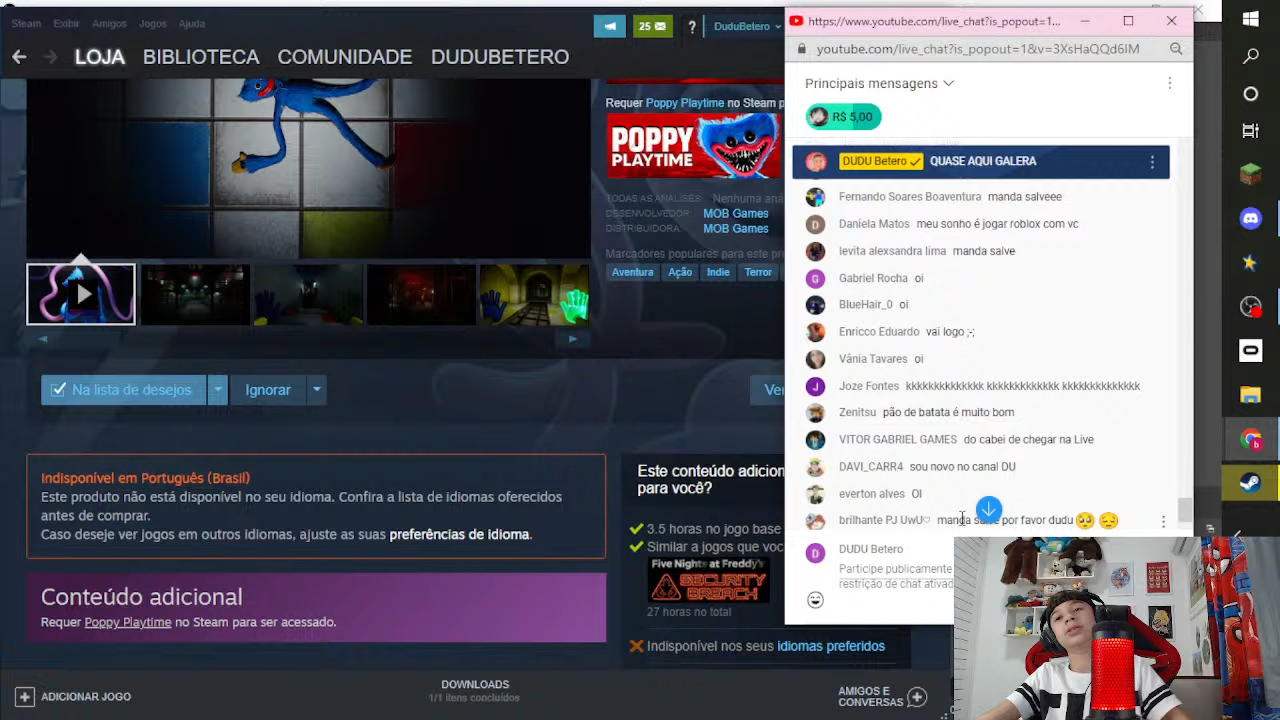 Steam Exibir Amigos Jogos Ajuda
25
?
DuduBetero
LOJA BIBLIOTECA COMUNIDADE DUDUBETERO
Requer Poppy Playtime no Steam p
POPPY
PLAYTIME
TODAS AS ANÁLISES: Nenhuma aná
DESENVOLVEDOR: MOB Games
DISTRIBUIDORA: MOB Games
Marcadores populares para este pr
Aventura Ação Indie Terror
Na lista de desejos
Ignorar
Ver
Indisponível em Português (Brasil)
Este produto não está disponível no seu idioma. Confira a lista de idiomas oferecidos
antes de comprar.
Caso deseje ver jogos em outros idiomas, ajuste as suas preferências de idioma.
Conteúdo adicional
Requer Poppy Playtime no Steam para ser acessado.
Este conteúdo adicion
para você?
3.5 horas no jogo base
Similar a jogos que voc
Five Nights at Freddy's
SECURITY
BREACH
27 horas no total
Indisponível nos seus idiomas preferidos
ADICIONAR JOGO
DOWNLOADS
1/1 itens concluídos
AMIGOS E
CONVERSAS
https://www.youtube.com/live_chat?is_popout=1...
youtube.com/live_chat?is_popout=1&v=3XsHaQQd6IM
Principais mensagens
R$ 5,00
DUDU Betero QUASE AQUI GALERA
Fernando Soares Boaventura manda salveee
Daniela Matos meu sonho é jogar roblox com vc
levita alexsandra lima manda salve
Gabriel Rocha oi
BlueHair_0 oi
Enricco Eduardo vai logo ;-;
Vânia Tavares oi
Joze Fontes kkkkkkkkkkkkk kkkkkkkkkkkkk kkkkkkkkkkkkk
Zenitsu pão de batata é muito bom
VITOR GABRIEL GAMES do cabei de chegar na Live
DAVI_CARR4 sou novo no canal DU
everton alves OI
brilhante PJ UwU♡ manda salve por favor dudu 🥺 😔
DUDU Betero
Participe publicamente
restrição de chat ativad